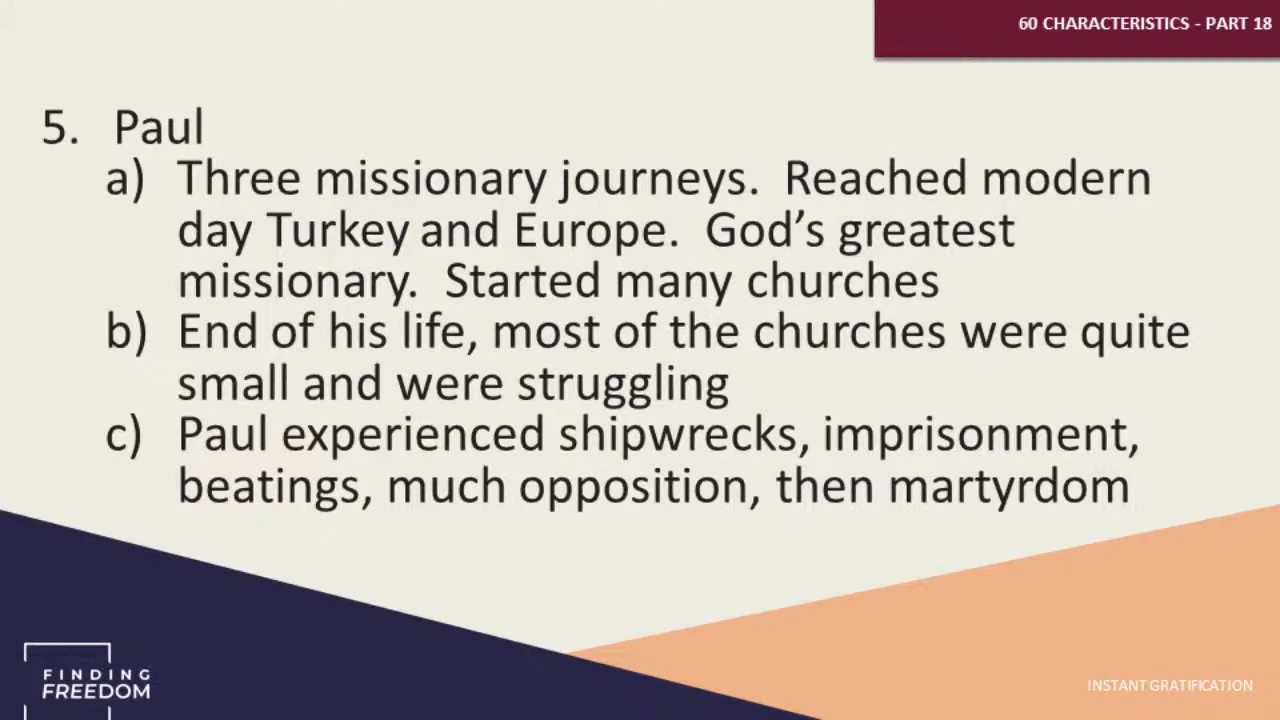 60 CHARACTERISTICS - PART 18
5. Paul
a) Three missionary journeys. Reached modern
day Turkey and Europe. God’s greatest
missionary. Started many churches
b) End of his life, most of the churches were quite
small and were struggling
c) Paul experienced shipwrecks, imprisonment,
beatings, much opposition, then martyrdom
FINDING
FREEDOM
INSTANT GRATIFICATION